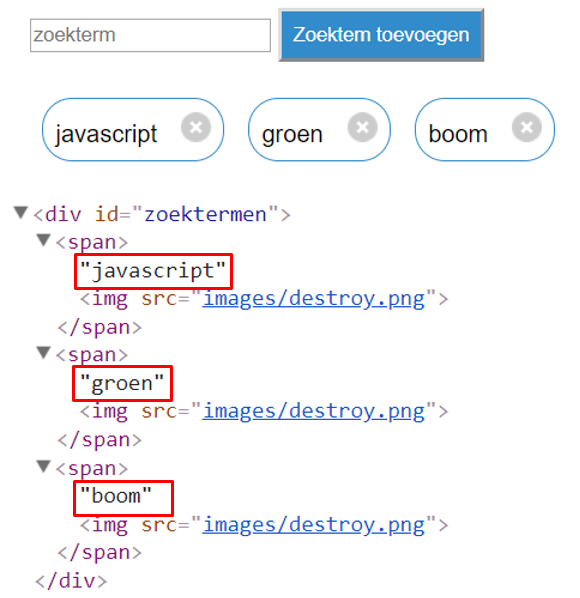 zoekterm Zoektem toevoegen
javascript groen boom
<div id="zoektermen">
<span>
"javascript"
<img src="images/destroy.png">
</span>
<span>
"groen"
<img src="images/destroy.png">
</span>
<span>
"boom"
<img src="images/destroy.png">
</span>
</div>